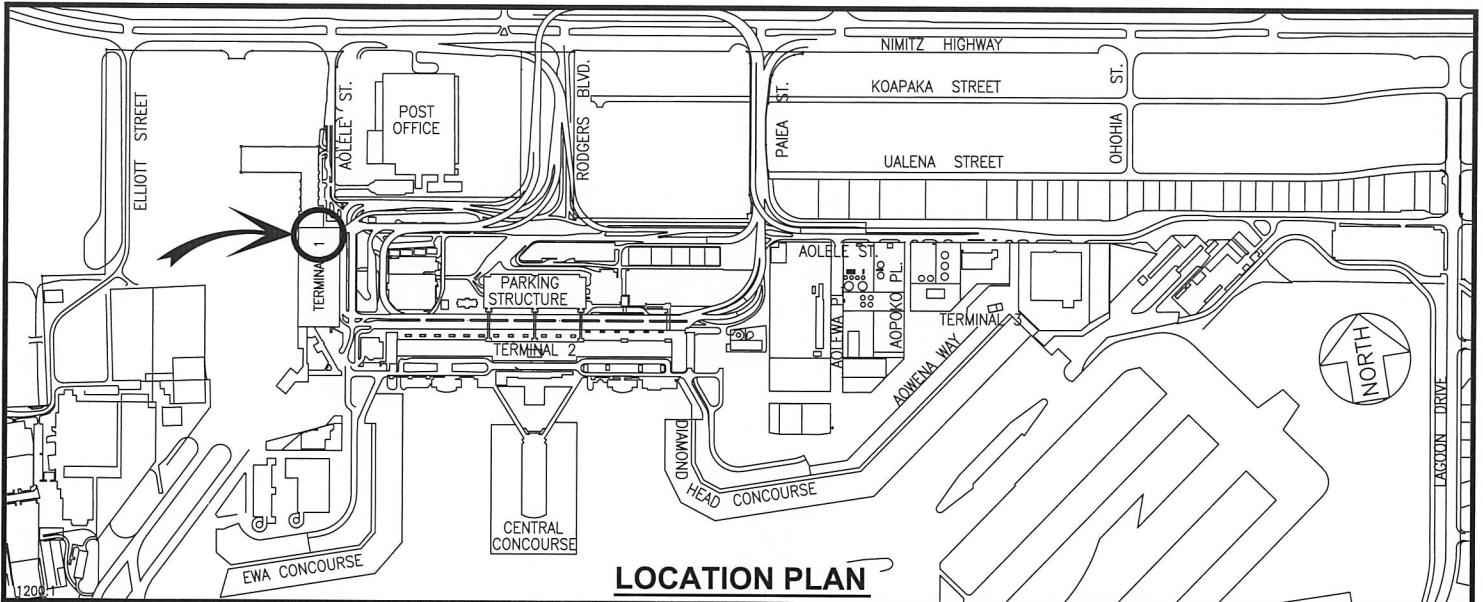 NIMITZ HIGHWAY
KOAPAKA STREET
UALENA STREET
ELLIOTT STREET
AOLELE ST.
POST
OFFICE
RODGERS BLVD.
PAIEA ST.
OHOHIA ST.
TERMINAL 1
PARKING
STRUCTURE
TERMINAL 2
AOLELE ST.
AOLEWA PL.
AOPOKO PL.
TERMINAL 3
AOWENA WAY
NORTH
LAGOON DRIVE
DIAMOND
HEAD CONCOURSE
CENTRAL
CONCOURSE
EWA CONCOURSE
LOCATION PLAN
1200:1